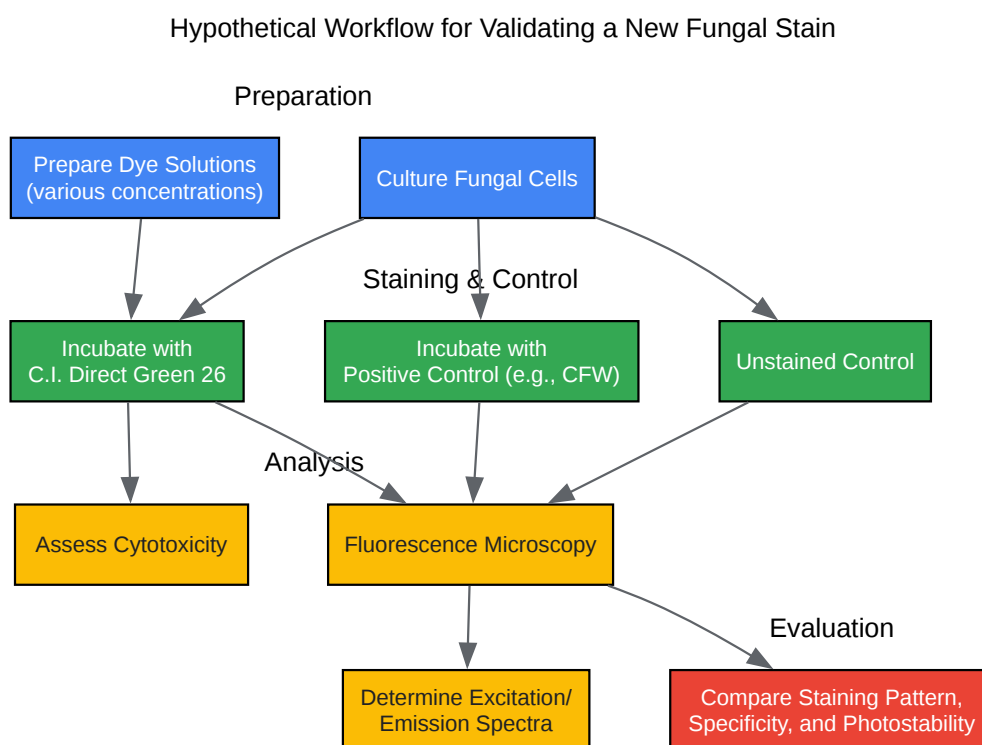 Hypothetical Workflow for Validating a New Fungal Stain
Preparation
Prepare Dye Solutions
(various concentrations)
Culture Fungal Cells
Staining & Control
Incubate with
C.I. Direct Green 26
Incubate with
Positive Control (e.g., CFW)
Unstained Control
Analysis
Assess Cytotoxicity
Fluorescence Microscopy
Evaluation
Determine Excitation/
Emission Spectra
Compare Staining Pattern,
Specificity, and Photostability